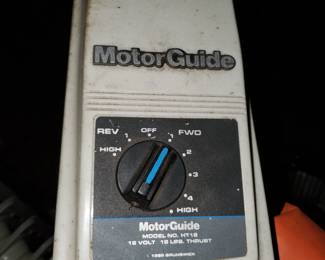 MotorGuide
REV OFF FWD
1 1
HIGH 2
3
4
HIGH
MotorGuide
MODEL NO. HT12
12 VOLT 12 LBS. THRUST
BRUNSWICK